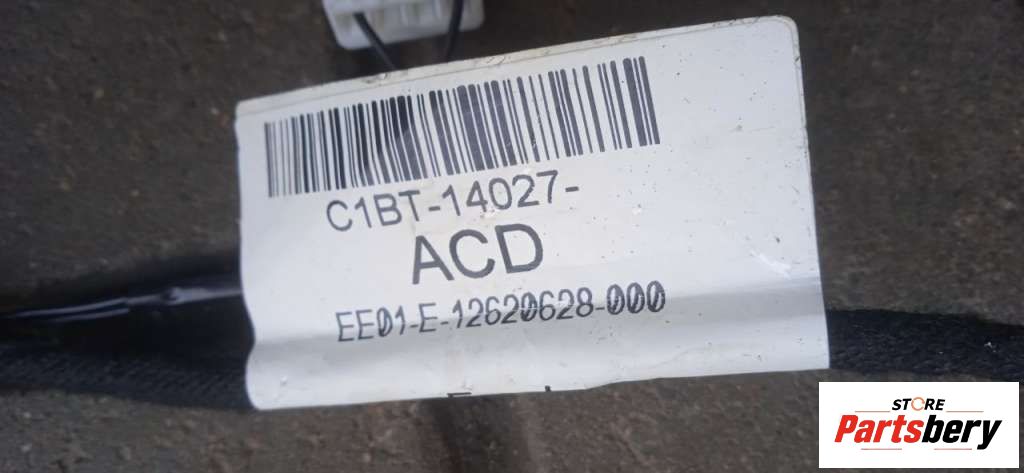 C1BT-14027-
ACD
EE01-E-12620628-000
STORE
Partsbery